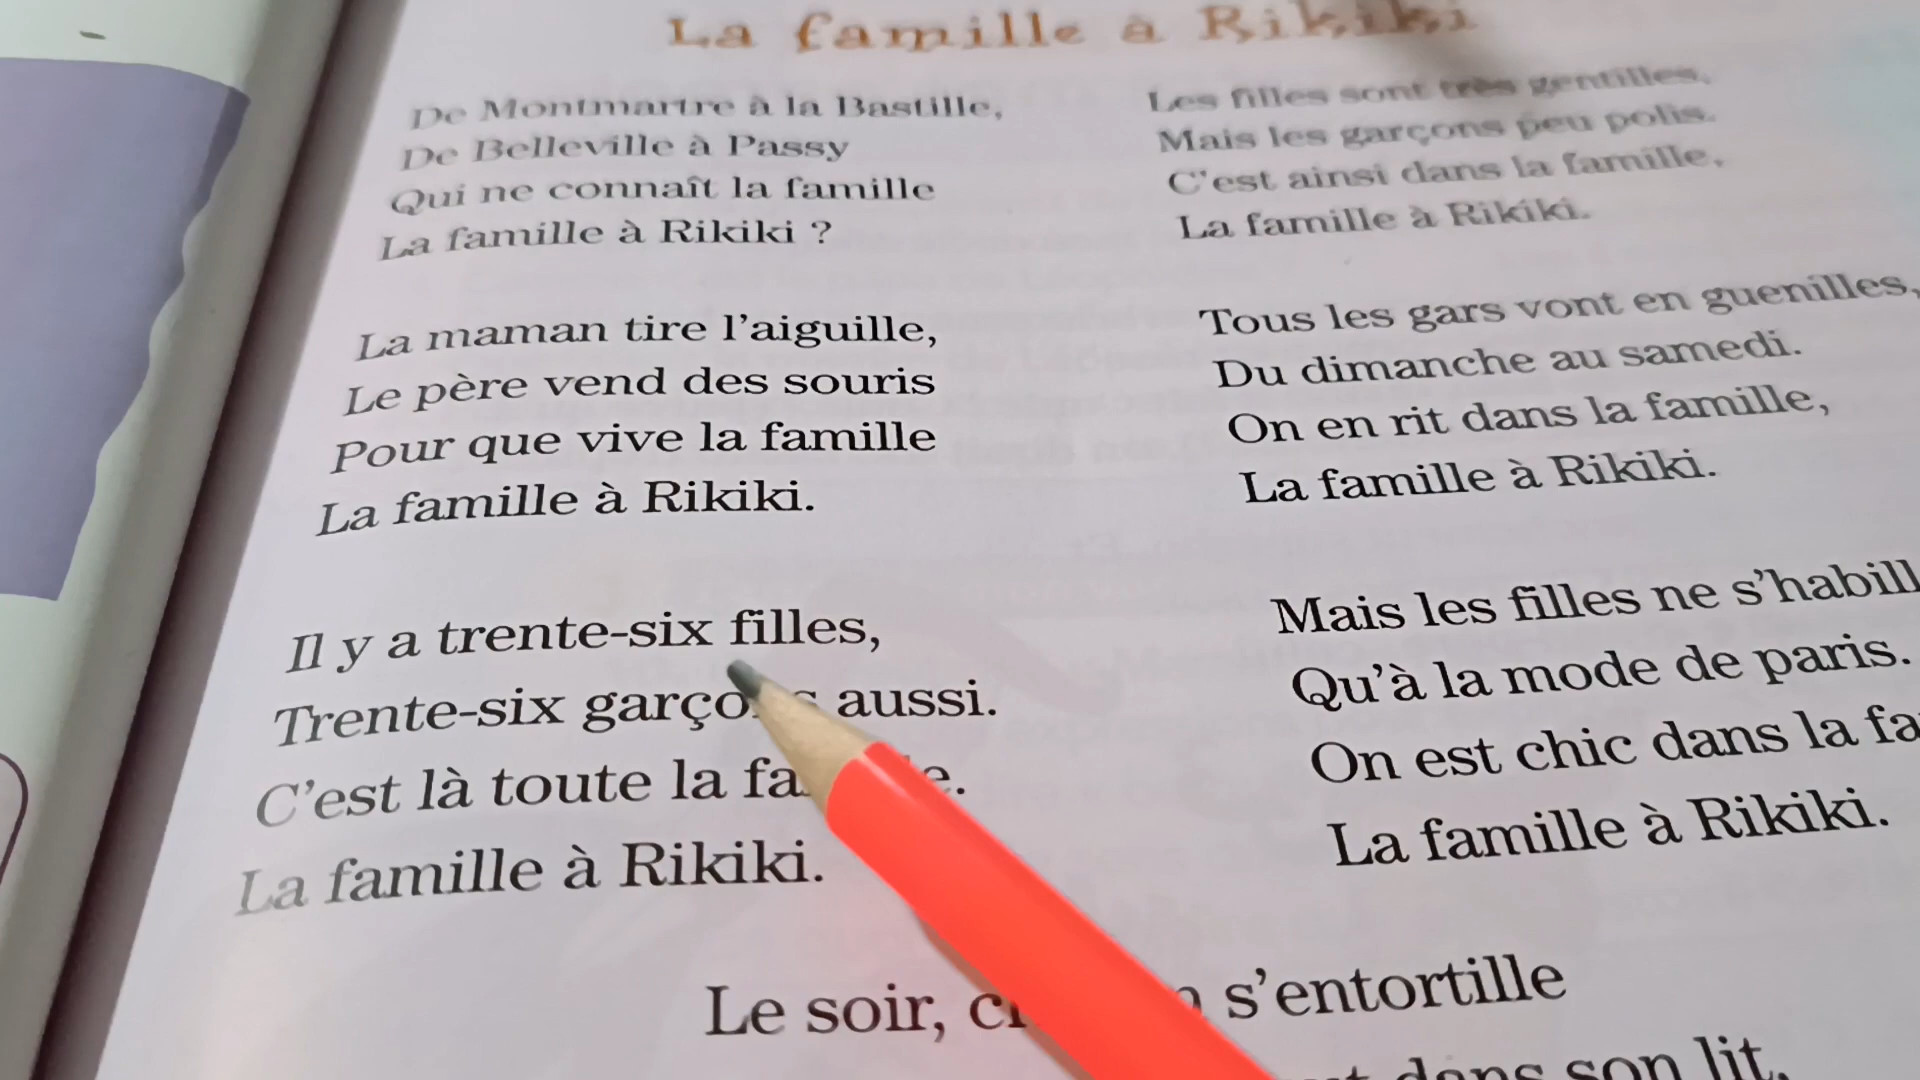 La famille à Rikiki
De Montmartre à la Bastille,
De Belleville à Passy
Qui ne connaît la famille
La famille à Rikiki ?
La maman tire l'aiguille,
Le père vend des souris
Pour que vive la famille
La famille à Rikiki.
Il y a trente-six filles,
Trente-six aussi.
C'est là toute la
La famille à Rikiki.
Les filles sont très gentilles,
Mais les garçons peu polis.
C'est ainsi dans la famille,
La famille à Rikiki.
Tous les gars vont en guenilles,
Du dimanche au samedi.
On en rit dans la famille,
La famille à Rikiki.
Mais les filles ne
Qu'à la mode de paris.
On est chic dans la
La famille à Rikiki.
Le soir, s'entortille
dans son lit,